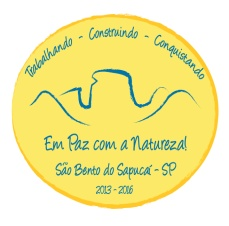 Trabalhando - Construindo - Conquistando
Em Paz com a Natureza!
São Bento do Sapucaí - SP
2013 - 2016